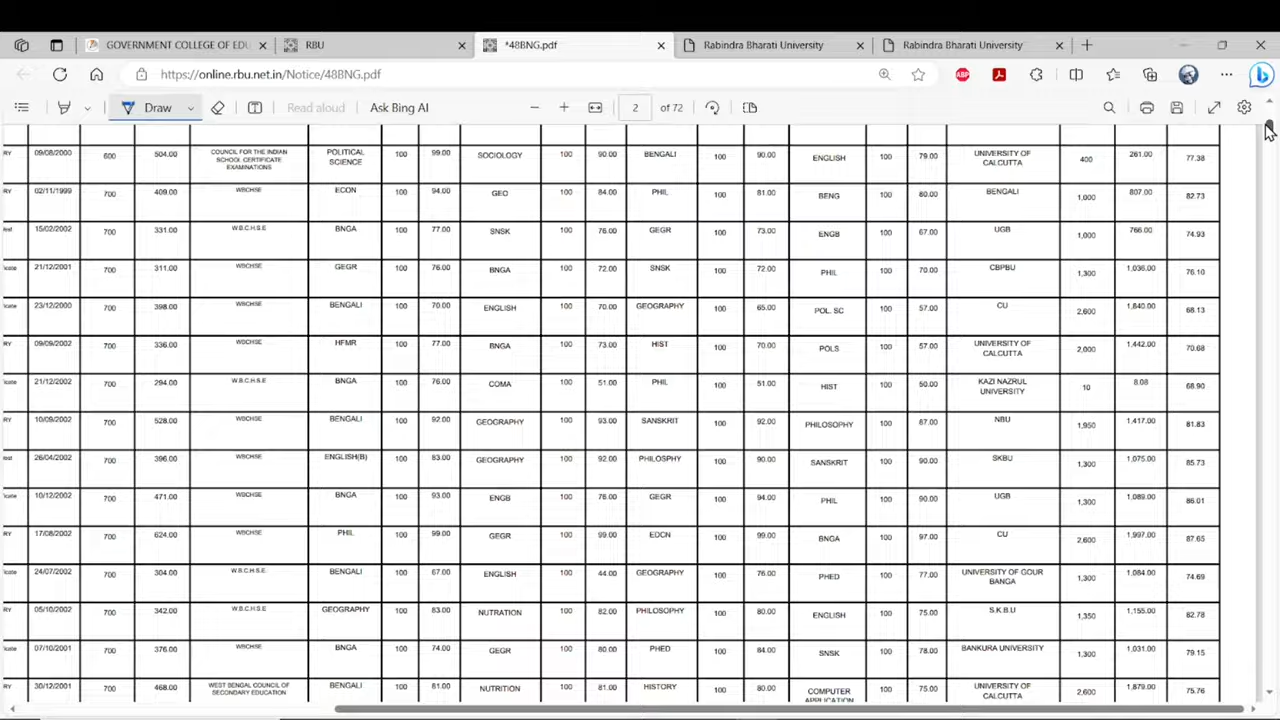 GOVERNMENT COLLEGE OF EDU
RBU
*48BNG.pdf
Rabindra Bharati University
Rabindra Bharati University
https://online.rbu.net.in/Notice/48BNG.pdf
ABP
Draw
Read aloud
Ask Bing AI
2 of 72
RY 09/08/2000 600 504.00 COUNCIL FOR THE INDIAN SCHOOL CERTIFICATE EXAMINATIONS POLITICAL SCIENCE 100 99.00 SOCIOLOGY 100 90.00 BENGALI 100 90.00 ENGLISH 100 79.00 UNIVERSITY OF CALCUTTA 400 261.00 77.38
RY 02/11/1999 700 409.00 WBCHSE ECON 100 94.00 GEO 100 84.00 PHIL 100 81.00 BENG 100 80.00 BENGALI 1,000 807.00 82.73
15/02/2002 700 331.00 W.B.C.H.S.E BNGA 100 77.00 SNSK 100 76.00 GEGR 100 73.00 ENGB 100 67.00 UGB 1,000 766.00 74.93
icate 21/12/2001 700 311.00 WBCHSE GEGR 100 76.00 BNGA 100 72.00 SNSK 100 72.00 PHIL 100 70.00 CBPBU 1,300 1,036.00 76.10
icate 23/12/2000 700 398.00 WBCHSE BENGALI 100 70.00 ENGLISH 100 70.00 GEOGRAPHY 100 65.00 POL. SC 100 57.00 CU 2,600 1,840.00 68.13
RY 09/09/2002 700 336.00 WBCHSE HFMR 100 77.00 BNGA 100 73.00 HIST 100 70.00 POLS 100 57.00 UNIVERSITY OF CALCUTTA 2,000 1,442.00 70.68
icate 21/12/2002 700 294.00 W.B.C.H.S.E BNGA 100 76.00 COMA 100 51.00 PHIL 100 51.00 HIST 100 50.00 KAZI NAZRUL UNIVERSITY 10 8.08 68.90
RY 10/09/2002 700 528.00 WBCHSE BENGALI 100 92.00 GEOGRAPHY 100 93.00 SANSKRIT 100 92.00 PHILOSOPHY 100 87.00 NBU 1,950 1,417.00 81.83
26/04/2002 700 396.00 WBCHSE ENGLISH(B) 100 83.00 GEOGRAPHY 100 92.00 PHILOSPHY 100 90.00 SANSKRIT 100 90.00 SKBU 1,300 1,075.00 85.73
icate 10/12/2002 700 471.00 WBCHSE BNGA 100 93.00 ENGB 100 76.00 GEGR 100 94.00 PHIL 100 90.00 UGB 1,300 1,089.00 86.01
RY 17/08/2002 700 624.00 WBCHSE PHIL 100 99.00 GEGR 100 99.00 EDCN 100 99.00 BNGA 100 97.00 CU 2,600 1,997.00 87.65
icate 24/07/2002 700 304.00 W.B.C.H.S.E. BENGALI 100 67.00 ENGLISH 100 44.00 GEOGRAPHY 100 76.00 PHED 100 77.00 UNIVERSITY OF GOUR BANGA 1,300 1,084.00 74.69
RY 05/10/2002 700 342.00 W.B.C.H.S.E GEOGRAPHY 100 83.00 NUTRATION 100 82.00 PHILOSOPHY 100 80.00 ENGLISH 100 75.00 S.K.B.U 1,350 1,155.00 82.78
RY 07/10/2001 700 376.00 WBCHSE BNGA 100 74.00 GEGR 100 80.00 PHED 100 84.00 SNSK 100 78.00 BANKURA UNIVERSITY 1,300 1,031.00 79.15
RY 30/12/2001 700 468.00 WEST BENGAL COUNCIL OF SECONDARY EDUCATION BENGALI 100 81.00 NUTRITION 100 81.00 HISTORY 100 80.00 COMPUTER APPLICATION 100 75.00 UNIVERSITY OF CALCUTTA 2,600 1,879.00 75.76